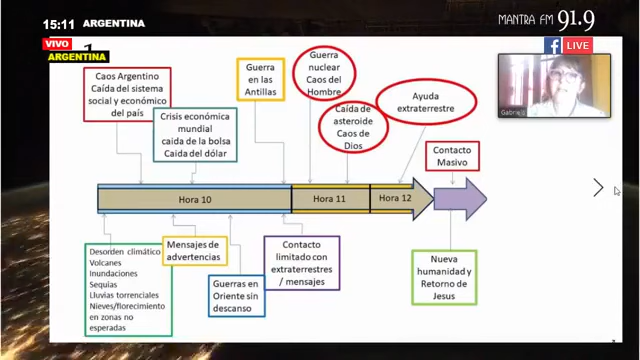 15:11 ARGENTINA
MANTRA FM 91.9
VIVO
ARGENTINA
LIVE
Caos Argentino
Caída del sistema
social y económico
del país
Crisis económica
mundial
caida de la bolsa
Caida del dólar
Guerra
en las
Antillas
Guerra
nuclear
Caos del
Hombre
Caída de
asteroide
Caos de
Dios
Ayuda
extraterrestre
Contacto
Masivo
Hora 10
Hora 11
Hora 12
Desorden climático
Volcanes
Inundaciones
Sequias
Lluvias torrenciales
Nieves/florecimiento
en zonas no
esperadas
Mensajes de
advertencias
Guerras en
Oriente sin
descanso
Contacto
limitado con
extraterrestres
/ mensajes
Nueva
humanidad y
Retorno de
Jesus